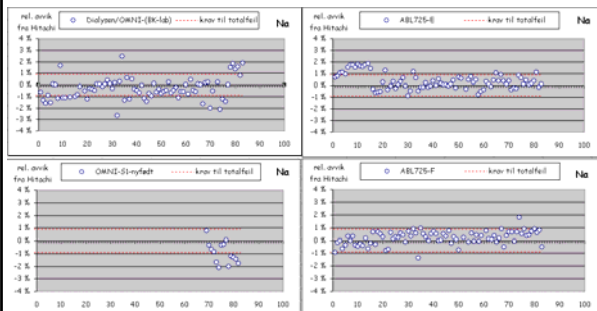 rel. avvik
fra Hitachi
Dialysen/OMNI-(BK-lab)
krav til totalfeil
Na
4 %
3 %
2 %
1 %
0 %
-1 %
-2 %
-3 %
-4 %
0 10 20 30 40 50 60 70 80 90 100
rel. avvik
fra Hitachi
ABL725-
krav til totalfeil
Na
4 %
3 %
2 %
1 %
0 %
-1 %
-2 %
-3 %
-4 %
0 10 20 30 40 50 60 70 80 90 100
rel. avvik
fra Hitachi
OMNI-S1-nyfødt
krav til totalfeil
Na
4 %
3 %
2 %
1 %
0 %
-1 %
-2 %
-3 %
-4 %
0 10 20 30 40 50 60 70 80 90 100
rel. avvik
fra Hitachi
ABL725-F
krav til totalfeil
Na
4 %
3 %
2 %
1 %
0 %
-1 %
-2 %
-3 %
-4 %
0 10 20 30 40 50 60 70 80 90 100